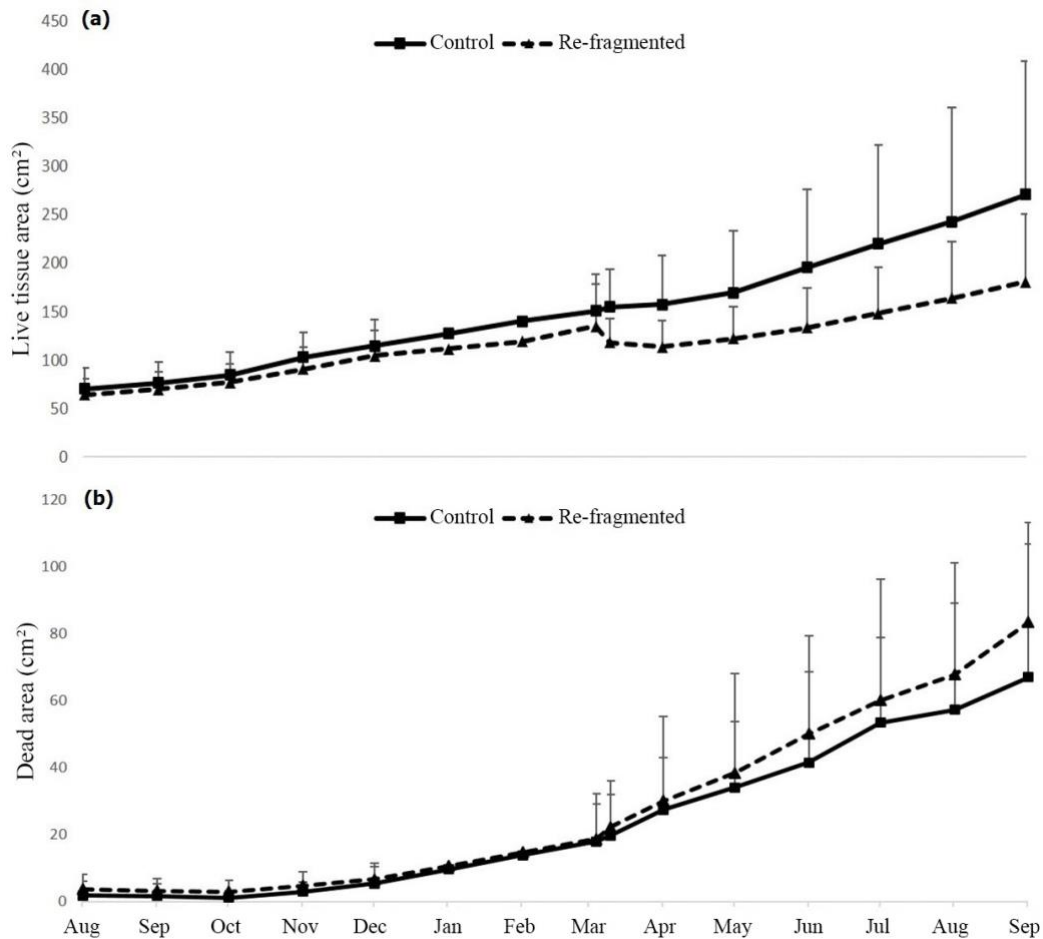 (a)
Control Re-fragmented
450
400
350
300
250
200
150
100
50
0
Live tissue area (cm²)
(b)
Control Re-fragmented
120
100
80
60
40
20
0
Dead area (cm²)
Aug Sep Oct Nov Dec Jan Feb Mar Apr May Jun Jul Aug Sep